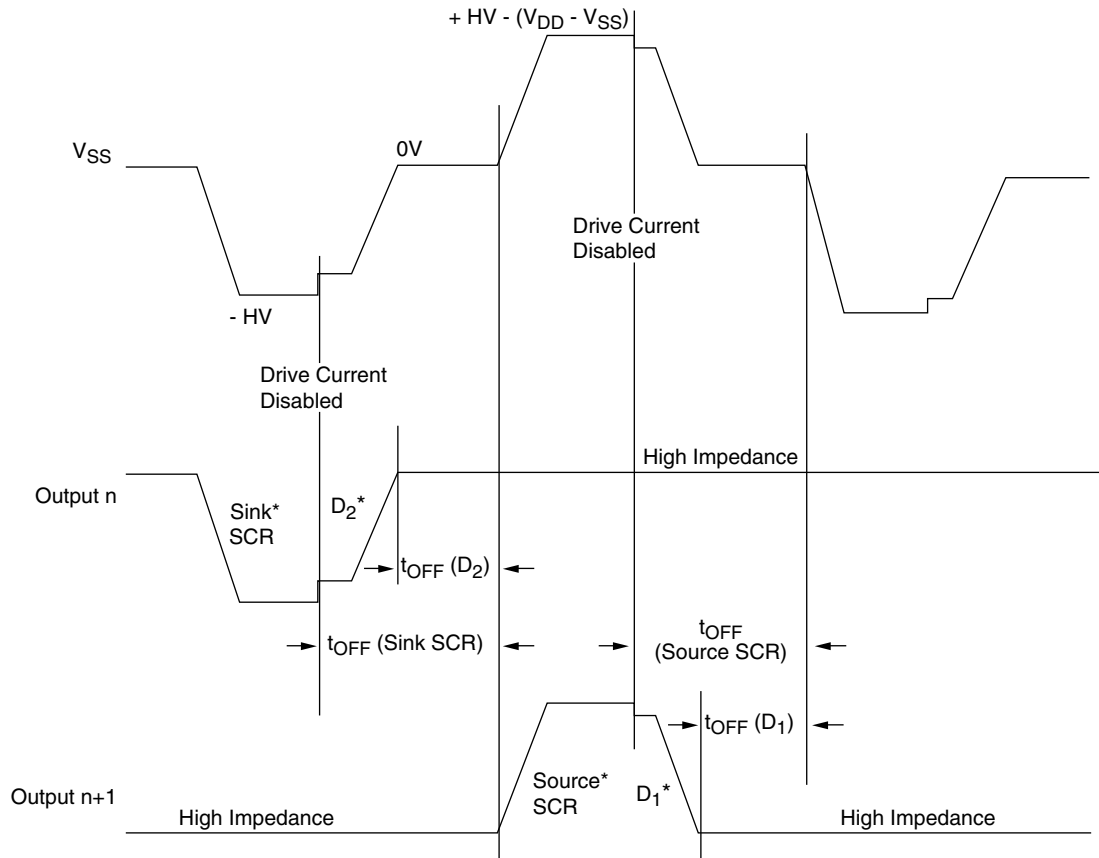 + HV - (VDD - VSS)
VSS
0V
Drive Current
Disabled
- HV
Drive Current
Disabled
High Impedance
Output n
Sink*
SCR
D2*
tOFF (D2)
tOFF (Sink SCR)
tOFF
(Source SCR)
tOFF (D1)
Source*
SCR
D1*
Output n+1
High Impedance
High Impedance